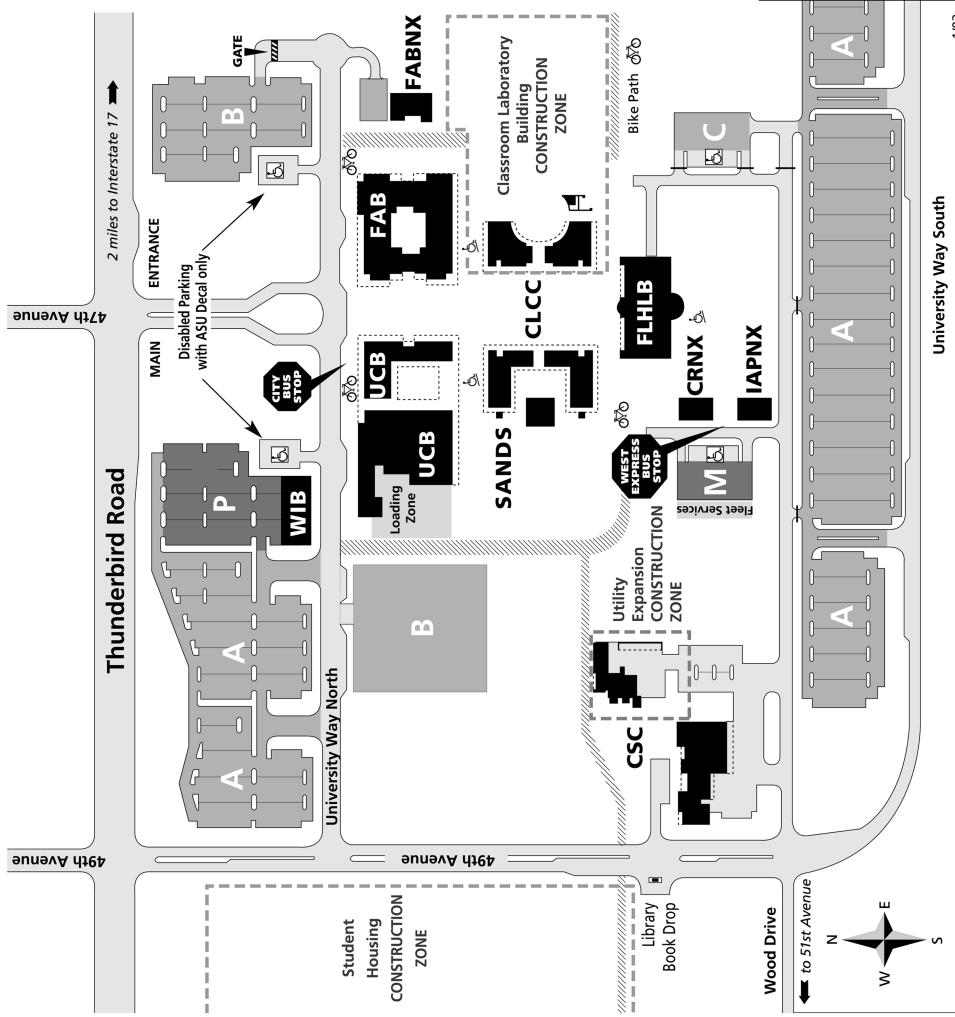 Thunderbird Road
2 miles to Interstate 17
47th Avenue
MAIN
ENTRANCE
Disabled Parking
with ASU Decal only
GATE
B
P
WIB
A
A
CITY
BUS
STOP
University Way North
FABNX
FAB
UCB
UCB
Loading
Zone
B
Classroom Laboratory
Building
CONSTRUCTION
ZONE
CLCC
SANDS
Bike Path
49th Avenue
49th Avenue
Student
Housing
CONSTRUCTION
ZONE
Utility
Expansion
CONSTRUCTION
ZONE
CSC
WEST
EXPRESS
BUS
STOP
M
Fleet Services
FLHLB
CRNX
IAPNX
C
Library
Book Drop
Wood Drive
to 51st Avenue
A
A
A
University Way South
N
E
S
W